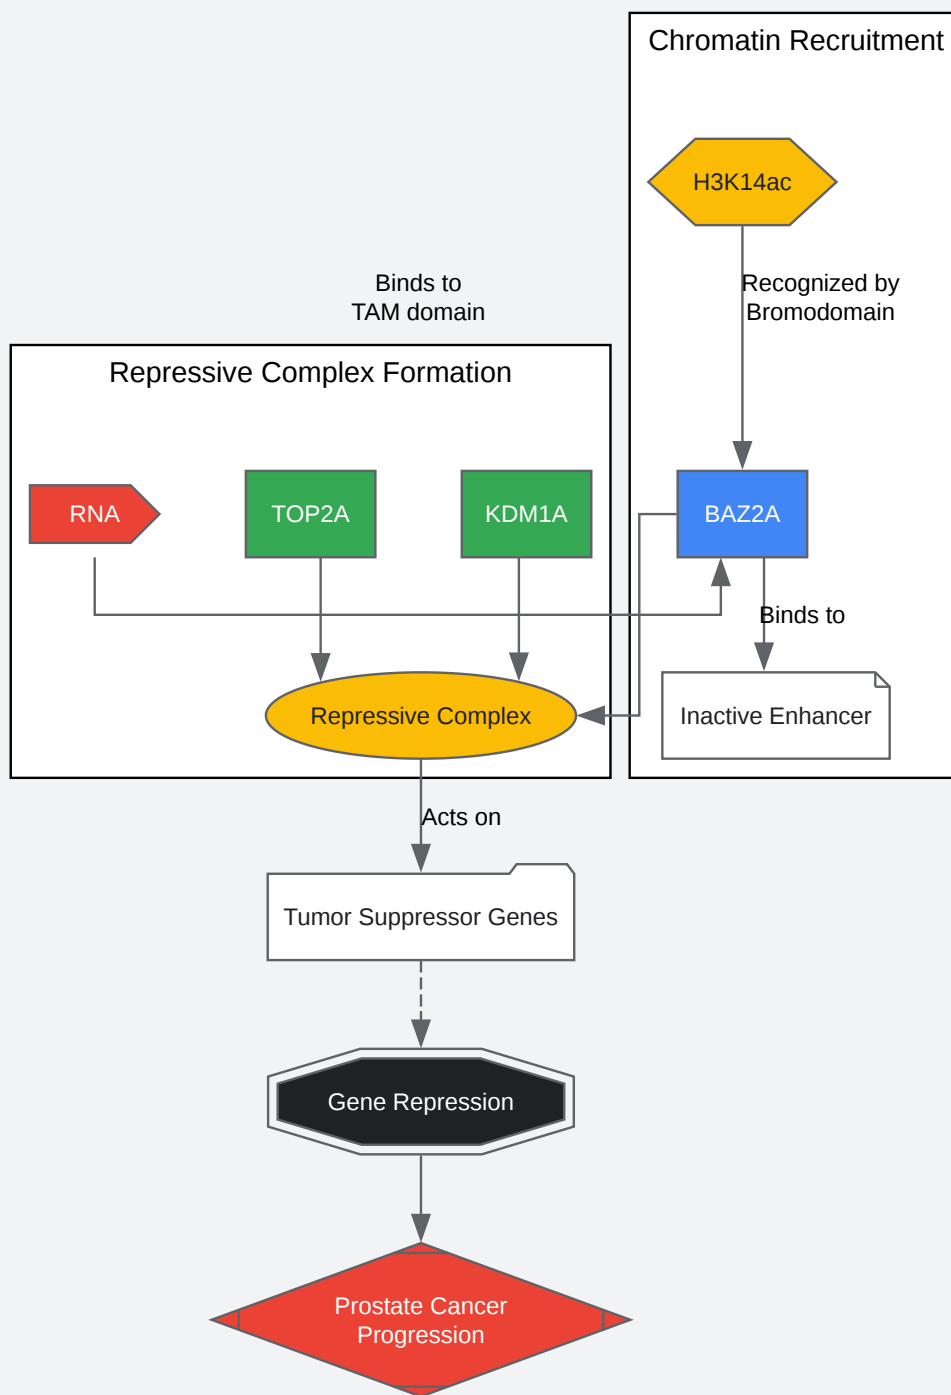 Chromatin Recruitment
H3K14ac
Recognized by
Bromodomain
Binds to
TAM domain
Repressive Complex Formation
RNA
TOP2A
KDM1A
BAZ2A
Binds to
Repressive Complex
Inactive Enhancer
Acts on
Tumor Suppressor Genes
Gene Repression
Prostate Cancer
Progression